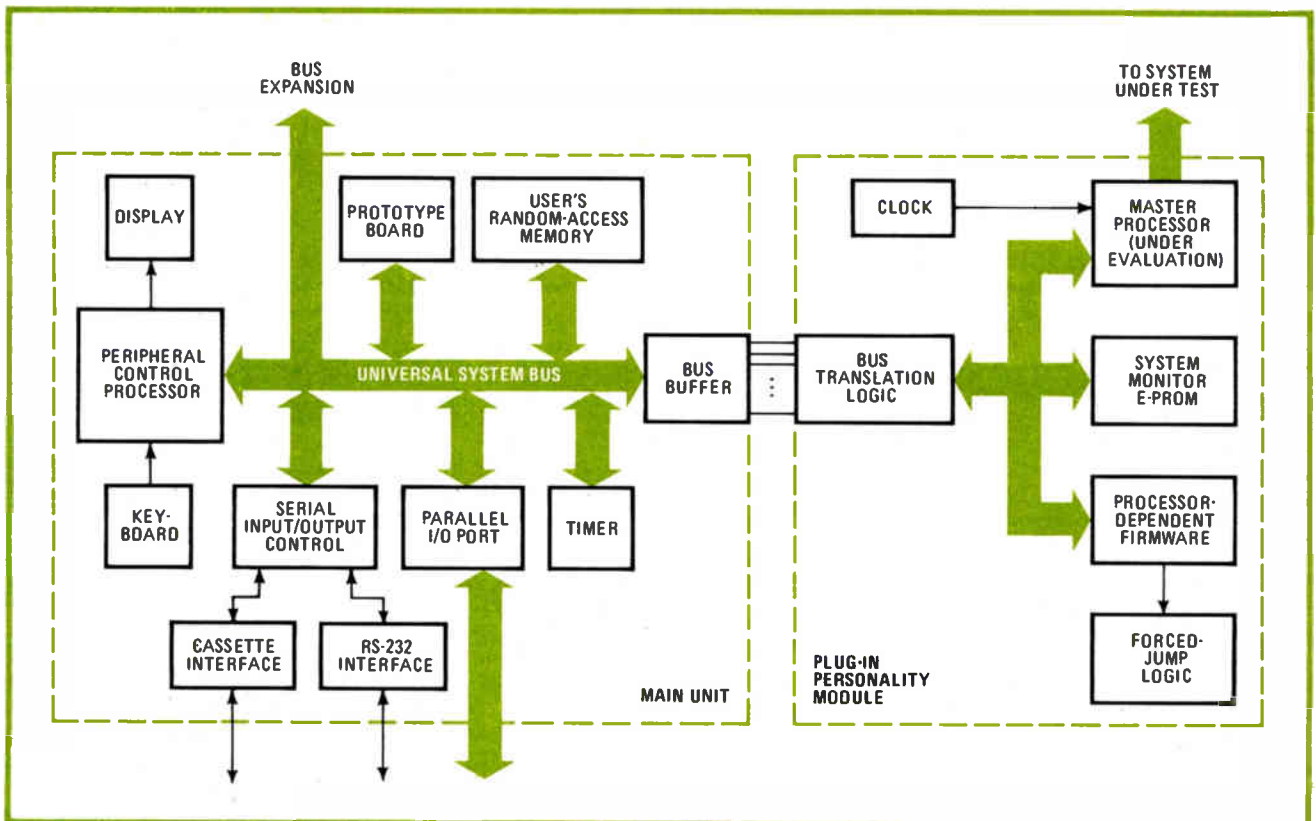 BUS
EXPANSION
TO SYSTEM
UNDER TEST
DISPLAY
PROTOTYPE
BOARD
USER'S
RANDOM-ACCESS
MEMORY
CLOCK
MASTER
PROCESSOR
(UNDER
EVALUATION)
PERIPHERAL
CONTROL
PROCESSOR
UNIVERSAL SYSTEM BUS
BUS
BUFFER
BUS
TRANSLATION
LOGIC
SYSTEM
MONITOR
E-PROM
KEY-
BOARD
SERIAL
INPUT/OUTPUT
CONTROL
PARALLEL
I/O PORT
TIMER
PROCESSOR-
DEPENDENT
FIRMWARE
CASSETTE
INTERFACE
RS-232
INTERFACE
MAIN UNIT
PLUG-IN
PERSONALITY
MODULE
FORCED-
JUMP
LOGIC